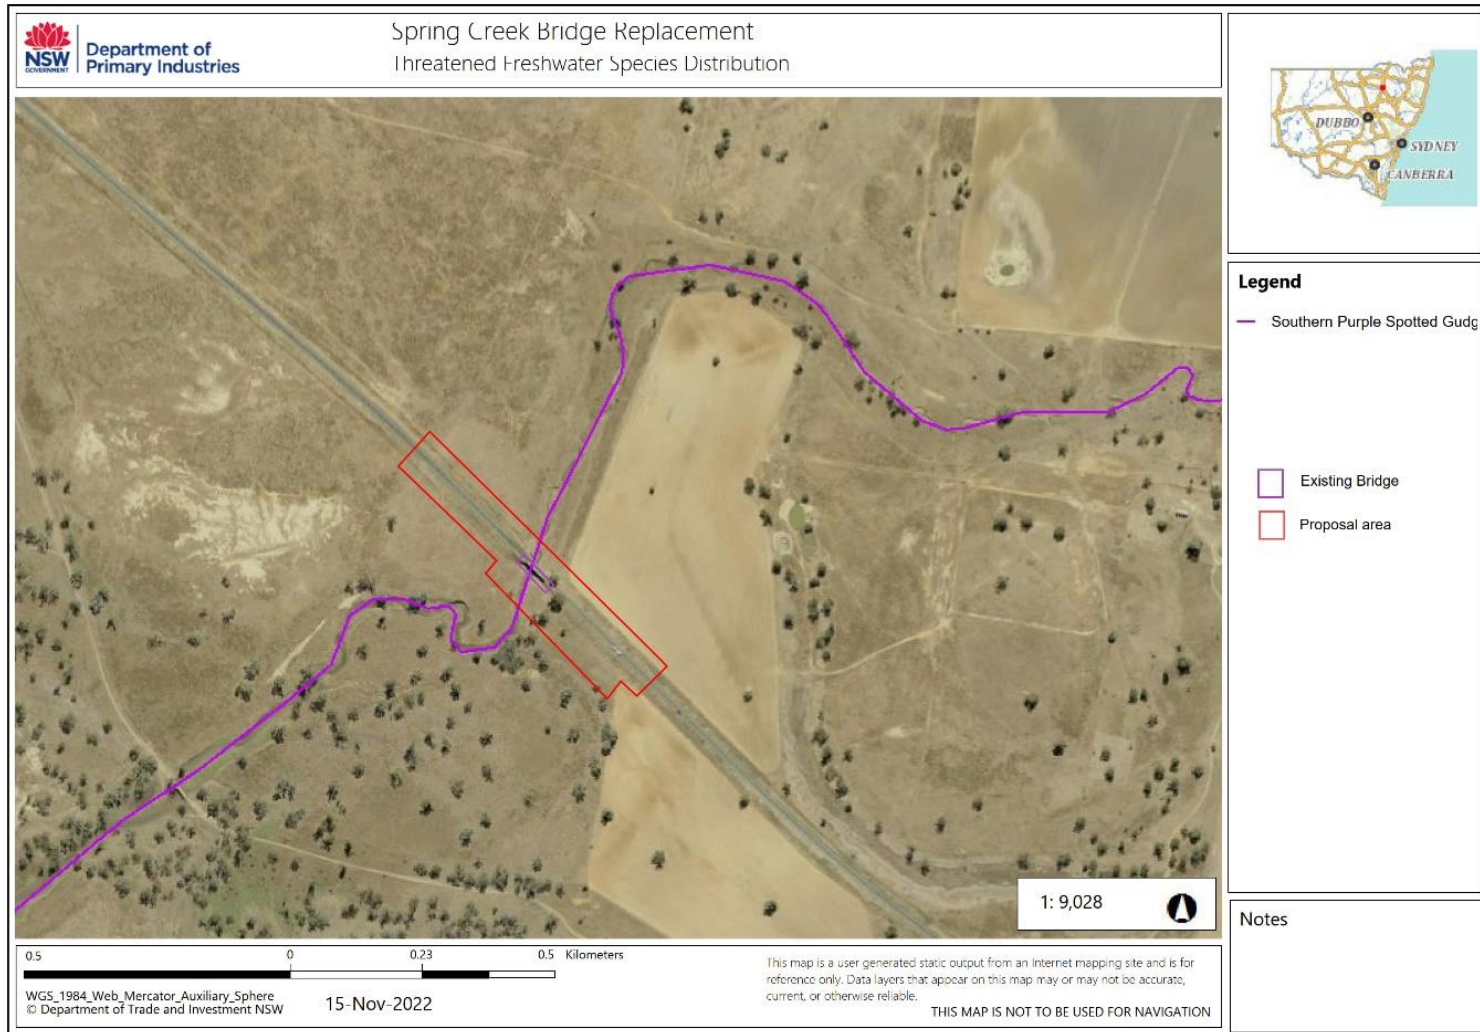 Spring Creek Bridge Replacement
Threatened Freshwater Species Distribution
NSW
GOVERNMENT
Department of
Primary Industries
DUBBO
SYDNEY
CANBERRA
Legend
Southern Purple Spotted Gudg
Existing Bridge
Proposal area
1: 9,028
Notes
0.5 0 0.23 0.5 Kilometers
WGS_1984_Web_Mercator_Auxiliary_Sphere
© Department of Trade and Investment NSW
15-Nov-2022
This map is a user generated static output from an Internet mapping site and is for
reference only. Data layers that appear on this map may or may not be accurate,
current, or otherwise reliable.
THIS MAP IS NOT TO BE USED FOR NAVIGATION